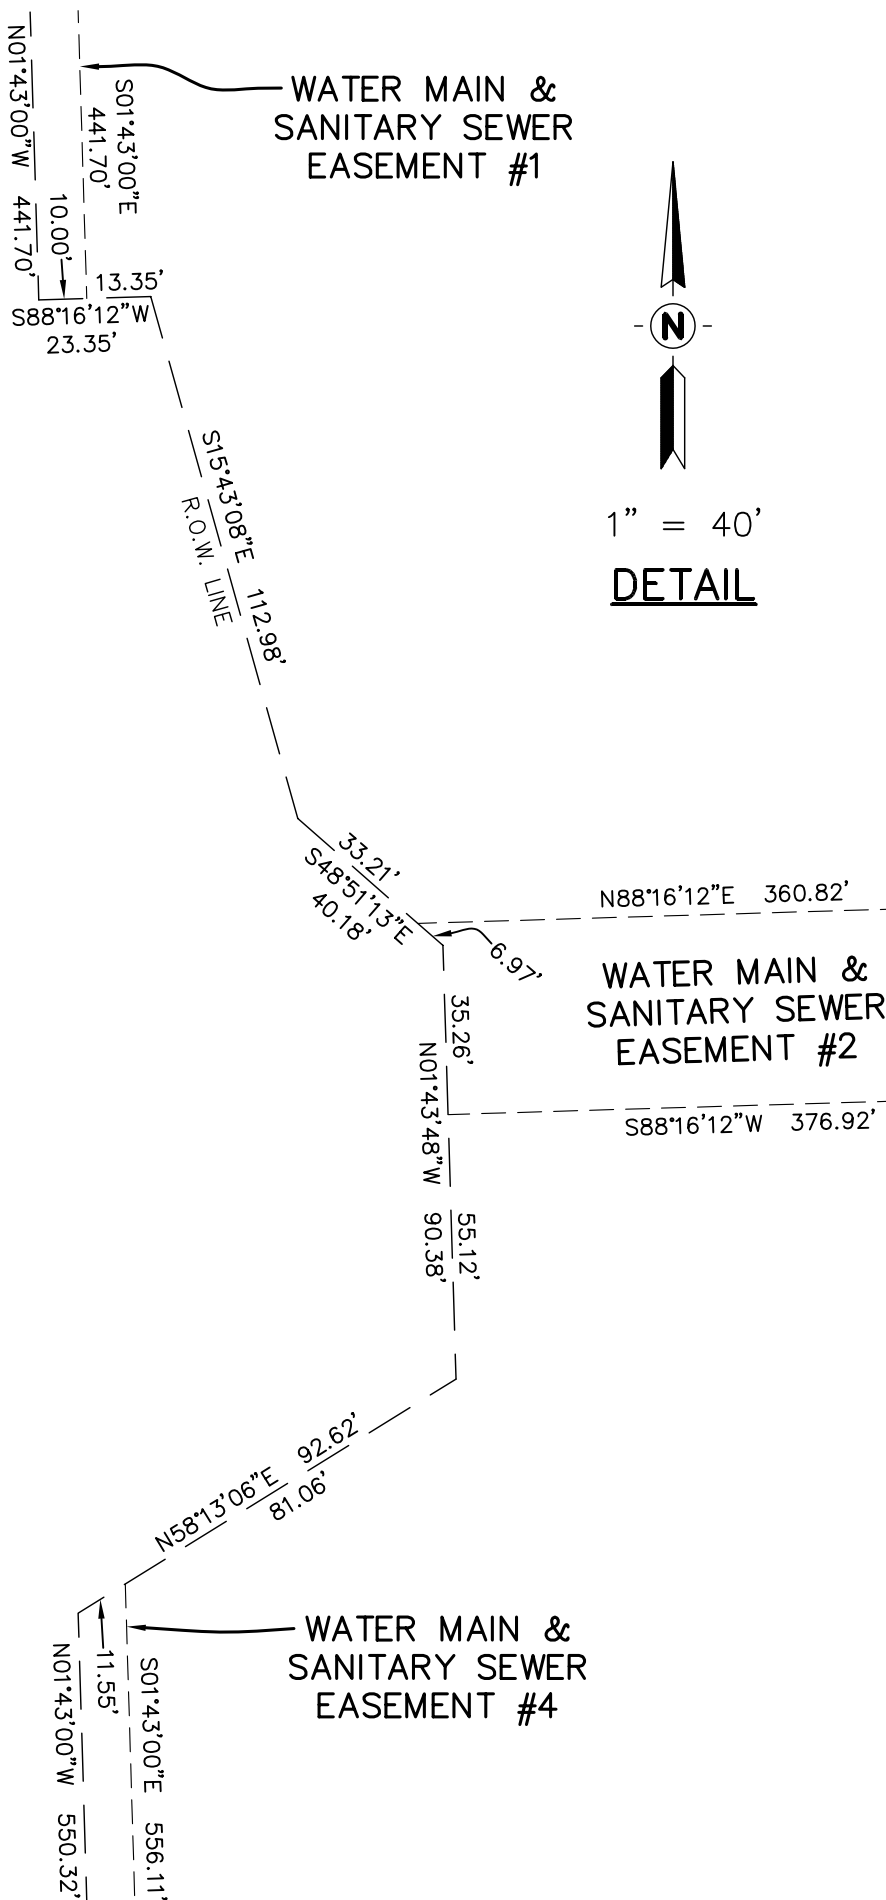 N01°43'00"W 441.70'
S01°43'00"E
441.70'
WATER MAIN &
SANITARY SEWER
EASEMENT #1
10.00'
13.35'
S88°16'12"W
23.35'
N
1" = 40'
DETAIL
S15°43'08"E 112.98'
R.O.W. LINE
33.21'
S48°51'13"E
40.18'
6.97'
N88°16'12"E 360.82'
WATER MAIN &
SANITARY SEWER
EASEMENT #2
35.26'
N01°43'48"W 90.38'
S88°16'12"W 376.92'
55.12'
N58°13'06"E 92.62'
81.06'
WATER MAIN &
SANITARY SEWER
EASEMENT #4
11.55'
N01°43'00"W 550.32'
S01°43'00"E 556.11'